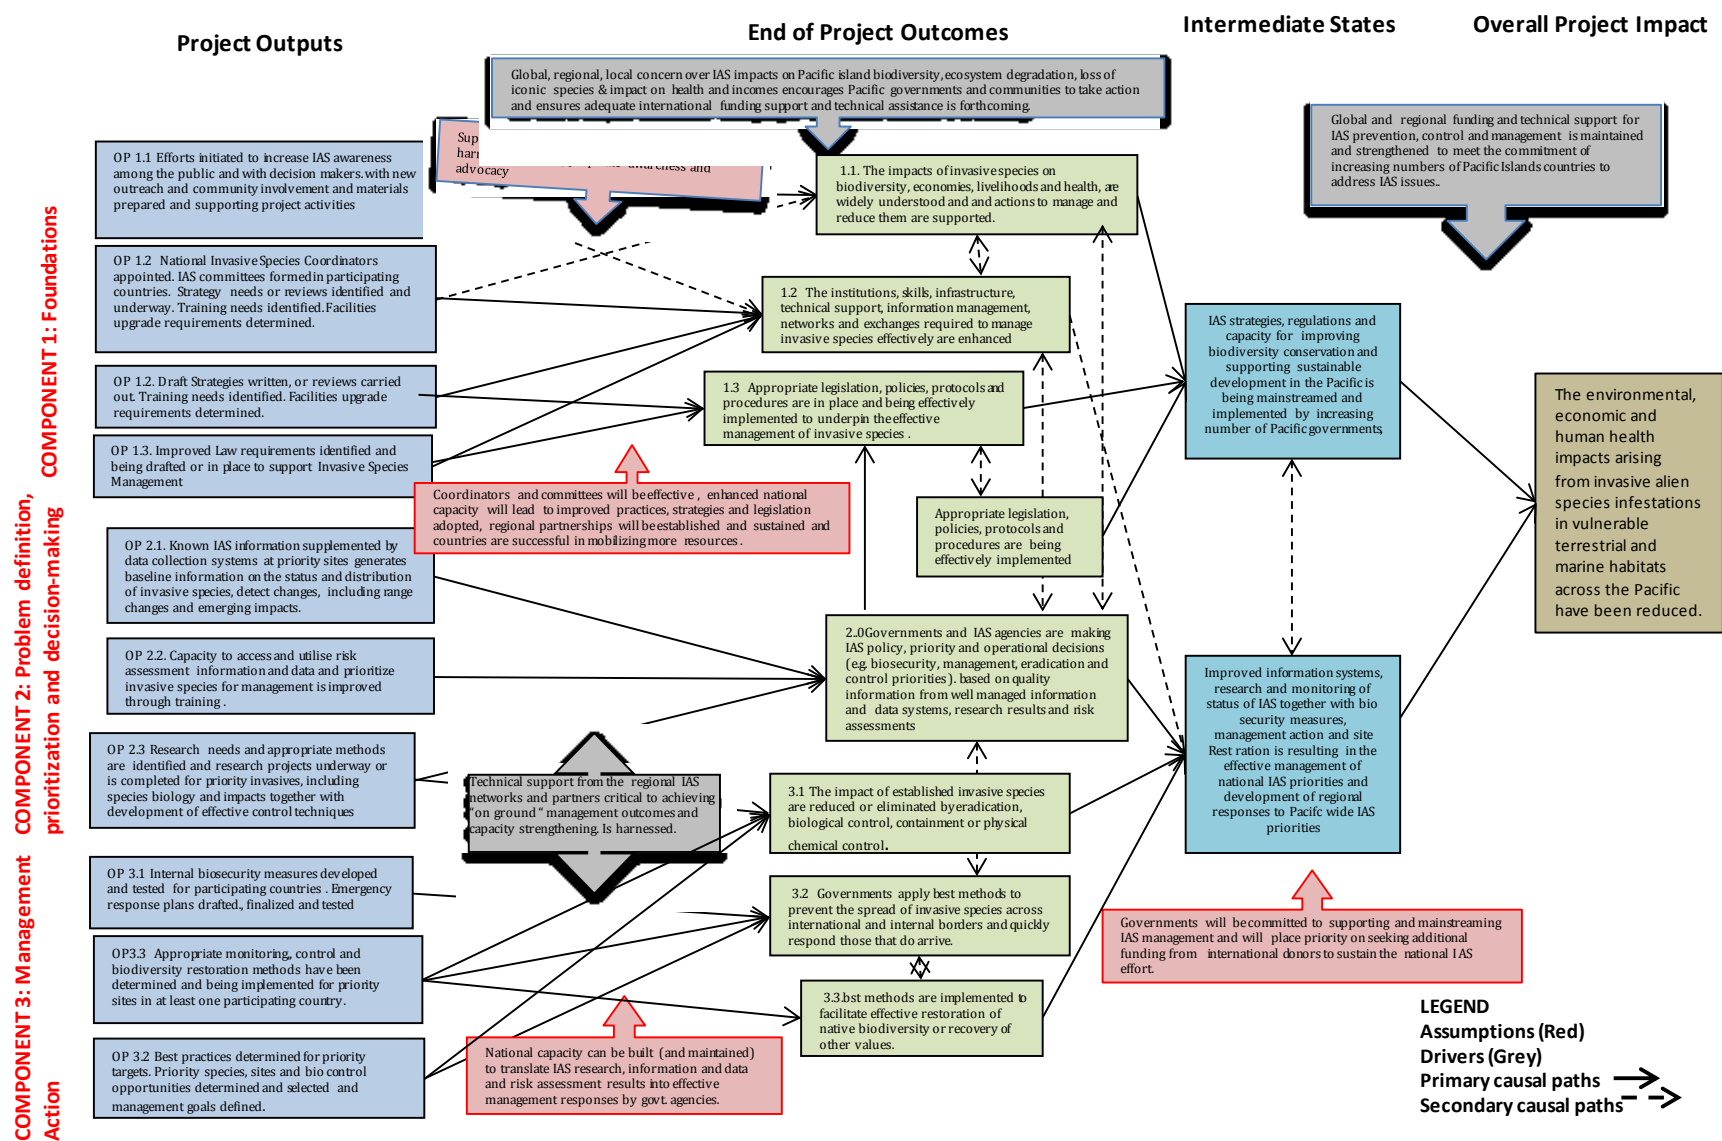 Project Outputs
End of Project Outcomes
Intermediate States
Overall Project Impact
Global, regional, local concern over IAS impacts on Pacific island biodiversity, ecosystem degradation, loss of
iconic species & impact on health and incomes encourages Pacific governments and communities to take action
and ensures adequate international funding support and technical assistance is forthcoming.
Global and regional funding and technical support for
IAS prevention, control and management is maintained
and strengthened to meet the commitment of
increasing numbers of Pacific Islands countries to
address IAS issues..
awareness and
advocacy
COMPONENT 1: Foundations
OP 1.1 Efforts initiated to increase IAS awareness
among the public and with decision makers. with new
outreach and community involvement and materials
prepared and supporting project activities
OP 1.2 National Invasive Species Coordinators
appointed. IAS committees formed in participating
countries. Strategy needs or reviews identified and
underway. Training needs identified. Facilities
upgrade requirements determined.
OP 1.2. Draft Strategies written, or reviews carried
out. Training needs identified. Facilities upgrade
requirements determined.
OP 1.3. Improved Law requirements identified and
being drafted or in place to support Invasive Species
Management
COMPONENT 2: Problem definition,
prioritization and decision-making
OP 2.1. Known IAS information supplemented by
data collection systems at priority sites generates
baseline information on the status and distribution
of invasive species, detect changes, including range
changes and emerging impacts.
OP 2.2. Capacity to access and utilise risk
assessment information and data and prioritize
invasive species for management is improved
through training .
OP 2.3 Research needs and appropriate methods
are identified and research projects underway or
is completed for priority invasives, including
species biology and impacts together with
development of effective control techniques
COMPONENT 3: Management
Action
OP 3.1 Internal biosecurity measures developed
and tested for participating countries . Emergency
response plans drafted., finalized and tested
OP3.3 Appropriate monitoring,, control and
biodiversity restoration methods have been
determined and being implemented for priority
sites in at least one participating country.
OP 3.2 Best practices determined for priority
targets. Priority species, sites and bio control
opportunities determined and selected and
management goals defined.
1.1. The impacts of invasive species on
biodiversity, economies, livelihoods and health, are
widely understood and and actions to manage and
reduce them are supported.
1.2 The institutions, skills, infrastructure,
technical support, information management,
networks and exchanges required to manage
invasive species effectively are enhanced
1.3 Appropriate legislation, policies, protocols and
procedures are in place and being effectively
implemented to underpin the effective
management of invasive species .
Coordinators and committees will be effective , enhanced national
capacity will lead to improved practices, strategies and legislation
adopted, regional partnerships will be established and sustained and
countries are successful in mobilizing more resources .
Appropriate legislation,
policies, protocols and
procedures are being
effectively implemented
2..0Governments and IAS agencies are making
IAS policy, priority and operational decisions
(e.g. biosecurity, management, eradication and
control priorities). based on quality
information from well managed information
and data systems, research results and risk
assessments
Technical support from the regional IAS
networks and partners critical to achieving
"on ground" management outcomes and
capacity strengthening. Is harnessed.
3.1 The impact of established invasive species
are reduced or eliminated by eradication,
biological control, containment or physical
chemical control.
3.2 Governments apply best methods to
prevent the spread of invasive species across
international and internal borders and quickly
respond those that do arrive.
3.3.bst methods are implemented to
facilitate effective restoration of
native biodiversity or recovery of
other values.
National capacity can be built (and maintained)
to translate IAS research, information and data
and risk assessment results into effective
management responses by govt. agencies.
IAS strategies, regulations and
capacity for improving
biodiversity conservation and
supporting sustainable
development in the Pacific is
being mainstreamed and
implemented by increasing
number of Pacific governments,
Improved information systems,
research and monitoring of
status of IAS together with bio
security measures,
management action and site
Rest ration is resulting in the
effective management of
national IAS priorities and
development of regional
responses to Pacifc wide IAS
priorities
Governments will be committed to supporting and mainstreaming
IAS management and will place priority on seeking additional
funding from international donors to sustain the national IAS
effort.
The environmental,
economic and
human health
impacts arising
from invasive alien
species infestations
in vulnerable
terrestrial and
marine habitats
across the Pacific
have been reduced.
LEGEND
Assumptions (Red)
Drivers (Grey)
Primary causal paths
Secondary causal paths